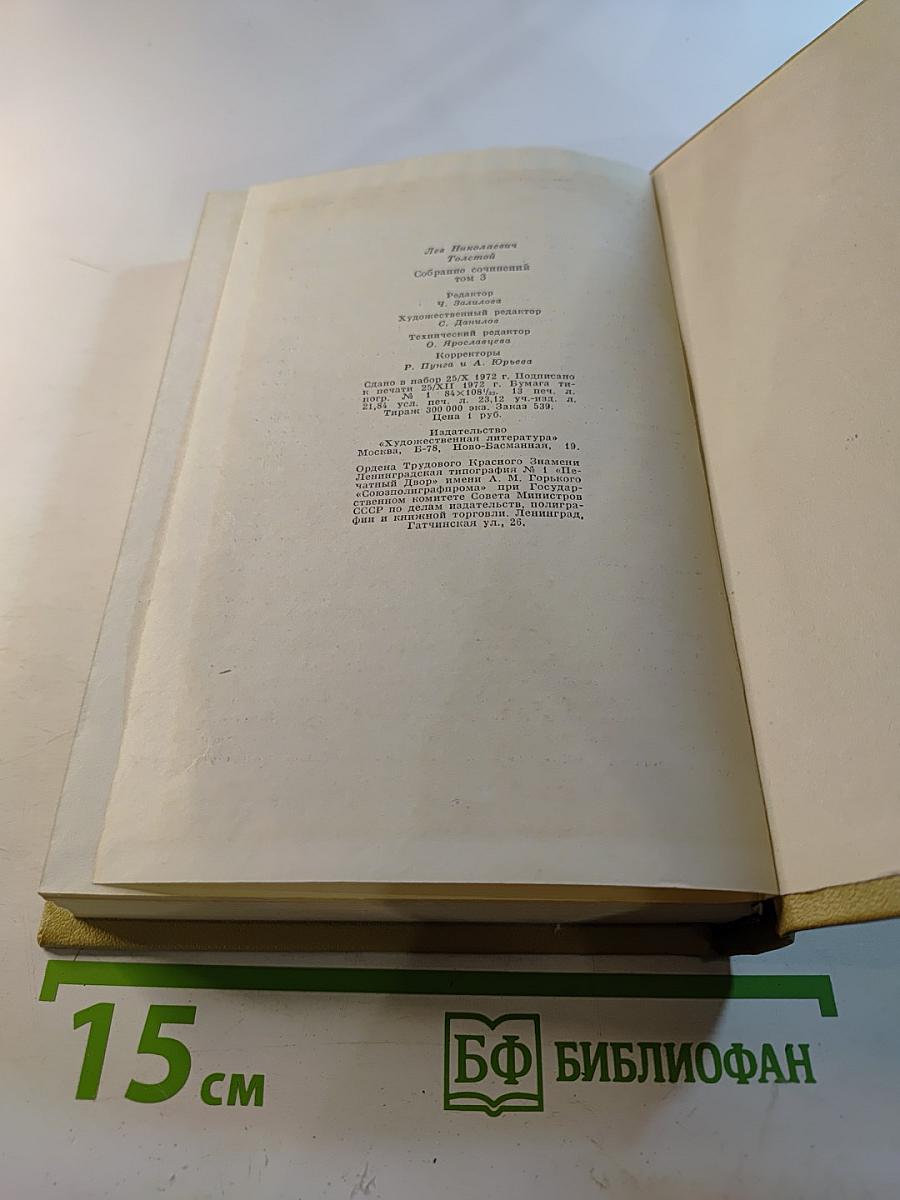 Лев Николаевич
Толстой
Собрание сочинений
том 3
Редактор
Ч. Залилова
Художественный редактор
С. Данилов
Технический редактор
О. Ярославцева
Корректоры
Р. Пунга и А. Юрьева
Сдано в набор 25/X 1972 г. Подписано
к печати 25/XII 1972 г. Бумага ти-
погр. № 1 84×108¹/₃₂. 13 печ. л.
21,84 усл. печ. л. 23,12 уч.-изд. л.
Тираж 300 000 экз. Заказ 539.
Цена 1 руб.
Издательство
«Художественная литература»
Москва, Б-78, Ново-Басманная, 19.
Ордена Трудового Красного Знамени
Ленинградская типография № 1 «Пе-
чатный Двор» имени А. М. Горького
«Союзполиграфпрома» при Государ-
ственном комитете Совета Министров
СССР по делам издательств, полигра-
фии и книжной торговли. Ленинград,
Гатчинская ул., 26.
15 см
БФ БИБЛИОФАН